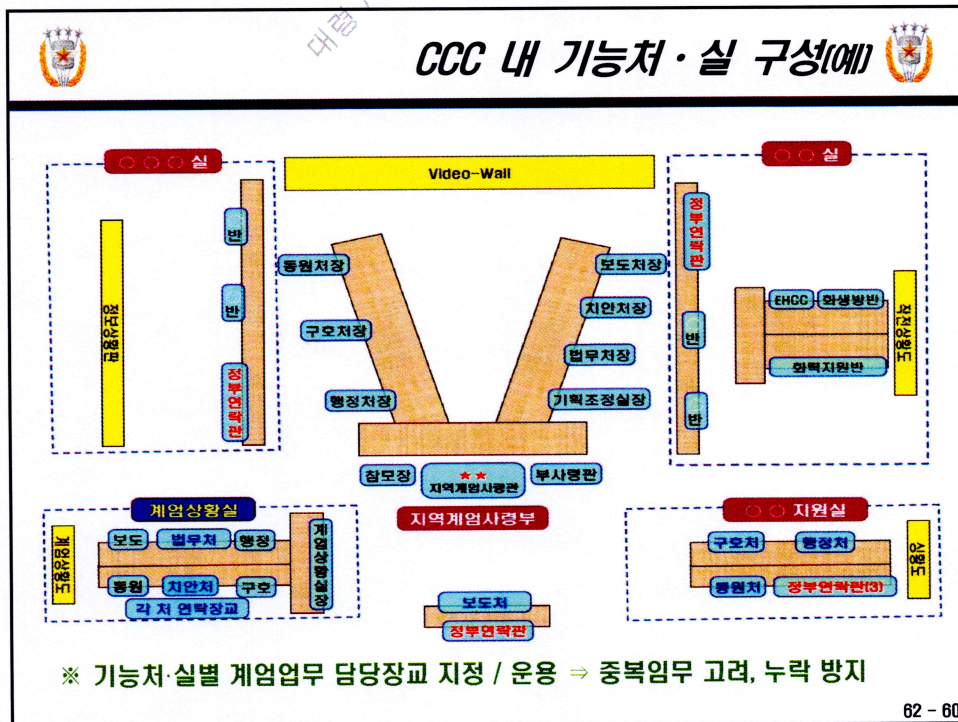 대렴
CCC 내 기능처·실 구성(예)
○○○실
Video-Wall
○○실
반
반
정부연락관
정보상황판
동원처장
구호처장
행정처장
보도처장
치안처장
법무처장
기획조정실장
정부연락관
반
반
EHCC
화생방반
화력지원반
작전상황도
참모장
★★
지역계엄사령관
부사령관
지역계엄사령부
계엄상황실
계엄상황도
보도
법무처
행정
동원
치안처
구호
각 처 연락장교
계엄상황실장
보도처
정부연락관
○○지원실
구호처
행정처
동원처
정부연락관(3)
상황도
※ 기능처·실별 계엄업무 담당장교 지정 / 운용 ⇒ 중복임무 고려, 누락 방지
62 - 60